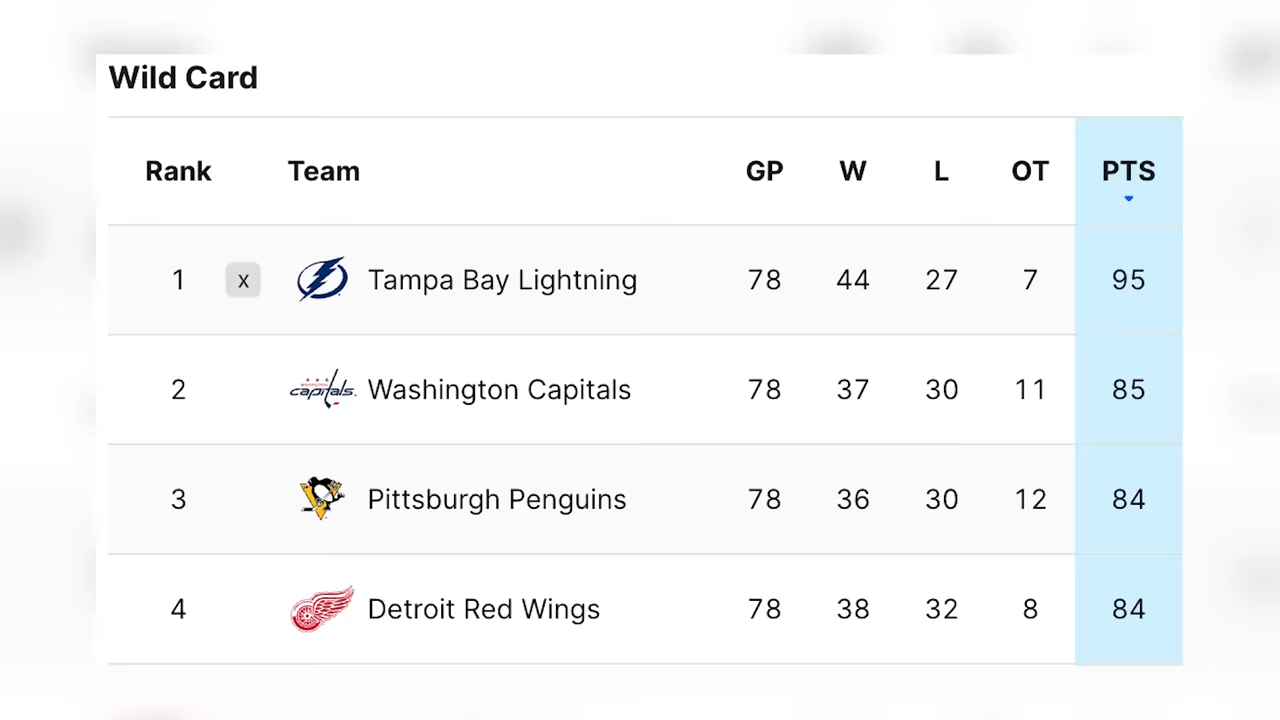 Wild Card
Rank Team GP W L OT PTS
1 x Tampa Bay Lightning 78 44 27 7 95
2 capitals Washington Capitals 78 37 30 11 85
3 Pittsburgh Penguins 78 36 30 12 84
4 Detroit Red Wings 78 38 32 8 84